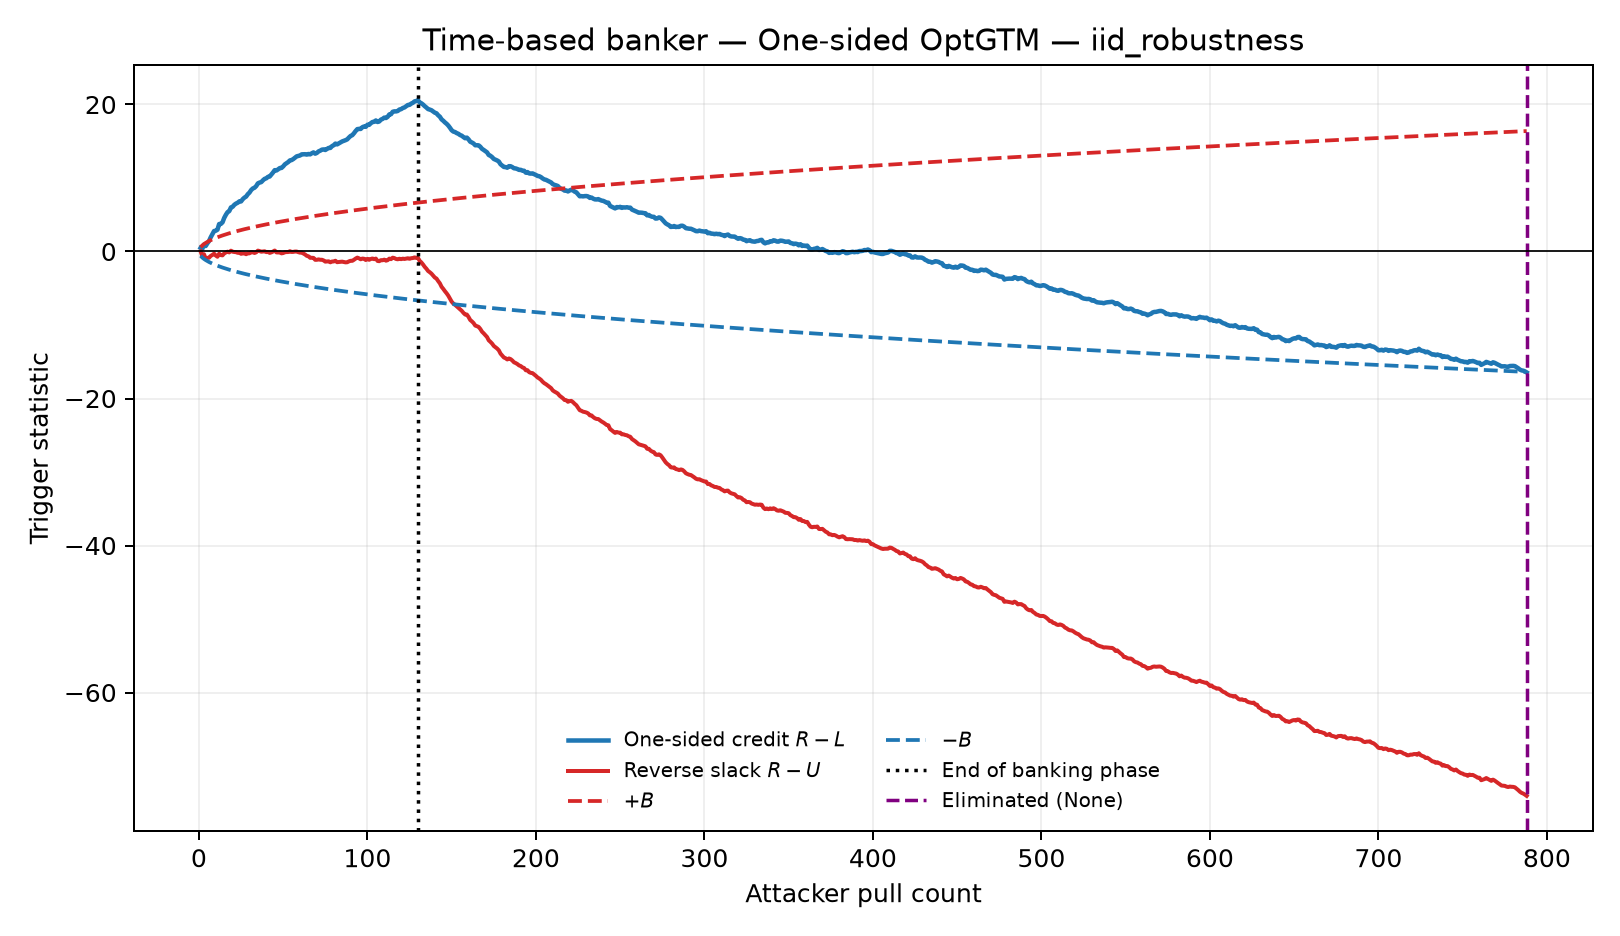 Time-based banker — One-sided OptGTM — iid_robustness
Trigger statistic
20
0
−20
−40
−60
One-sided credit R − L
Reverse slack R − U
+B
−B
End of banking phase
Eliminated (None)
0 100 200 300 400 500 600 700 800
Attacker pull count